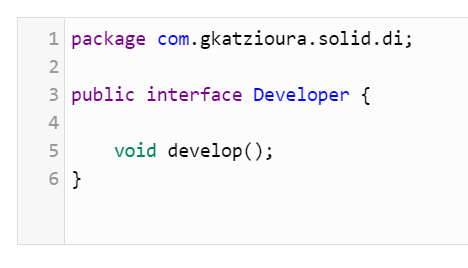 1 package com.gkatzioura.solid.di;
2
3 public interface Developer {
4
5     void develop();
6 }